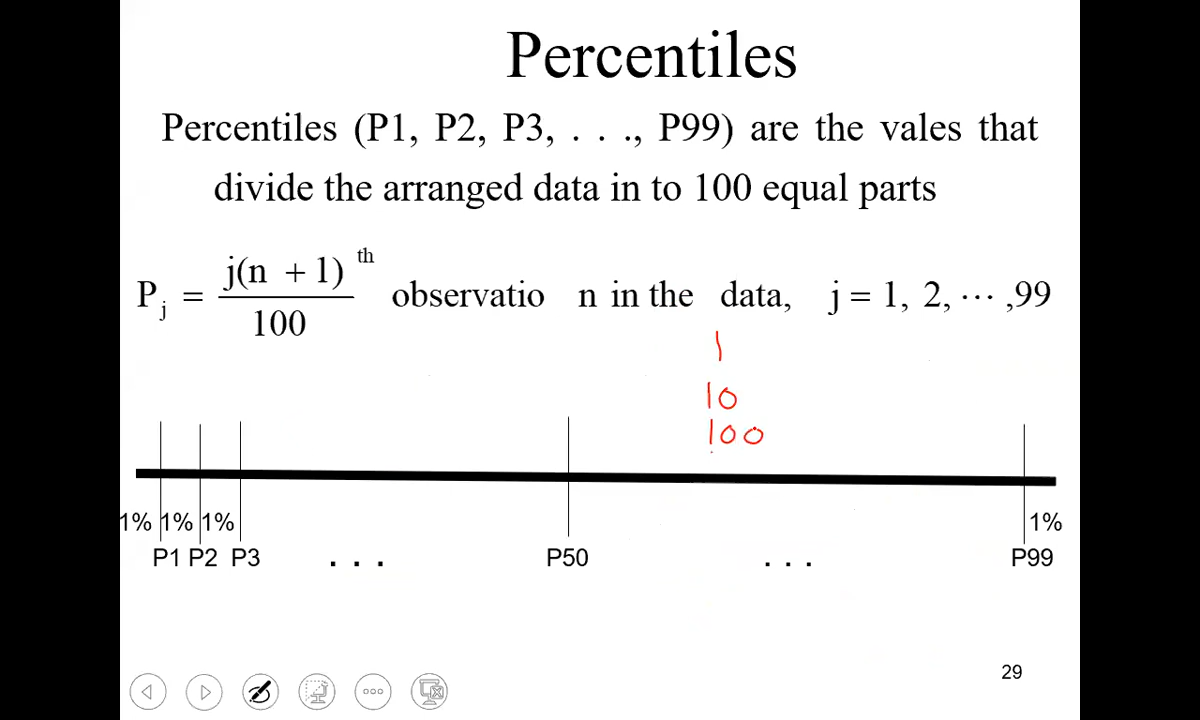 Percentiles
Percentiles (P1, P2, P3, . . ., P99) are the vales that
divide the arranged data in to 100 equal parts
P_j = j(n + 1)/100 th observatio n in the data, j = 1, 2, ⋯ ,99
1
10
100
1% 1% 1% 1%
P1 P2 P3 . . . P50 . . . P99
29